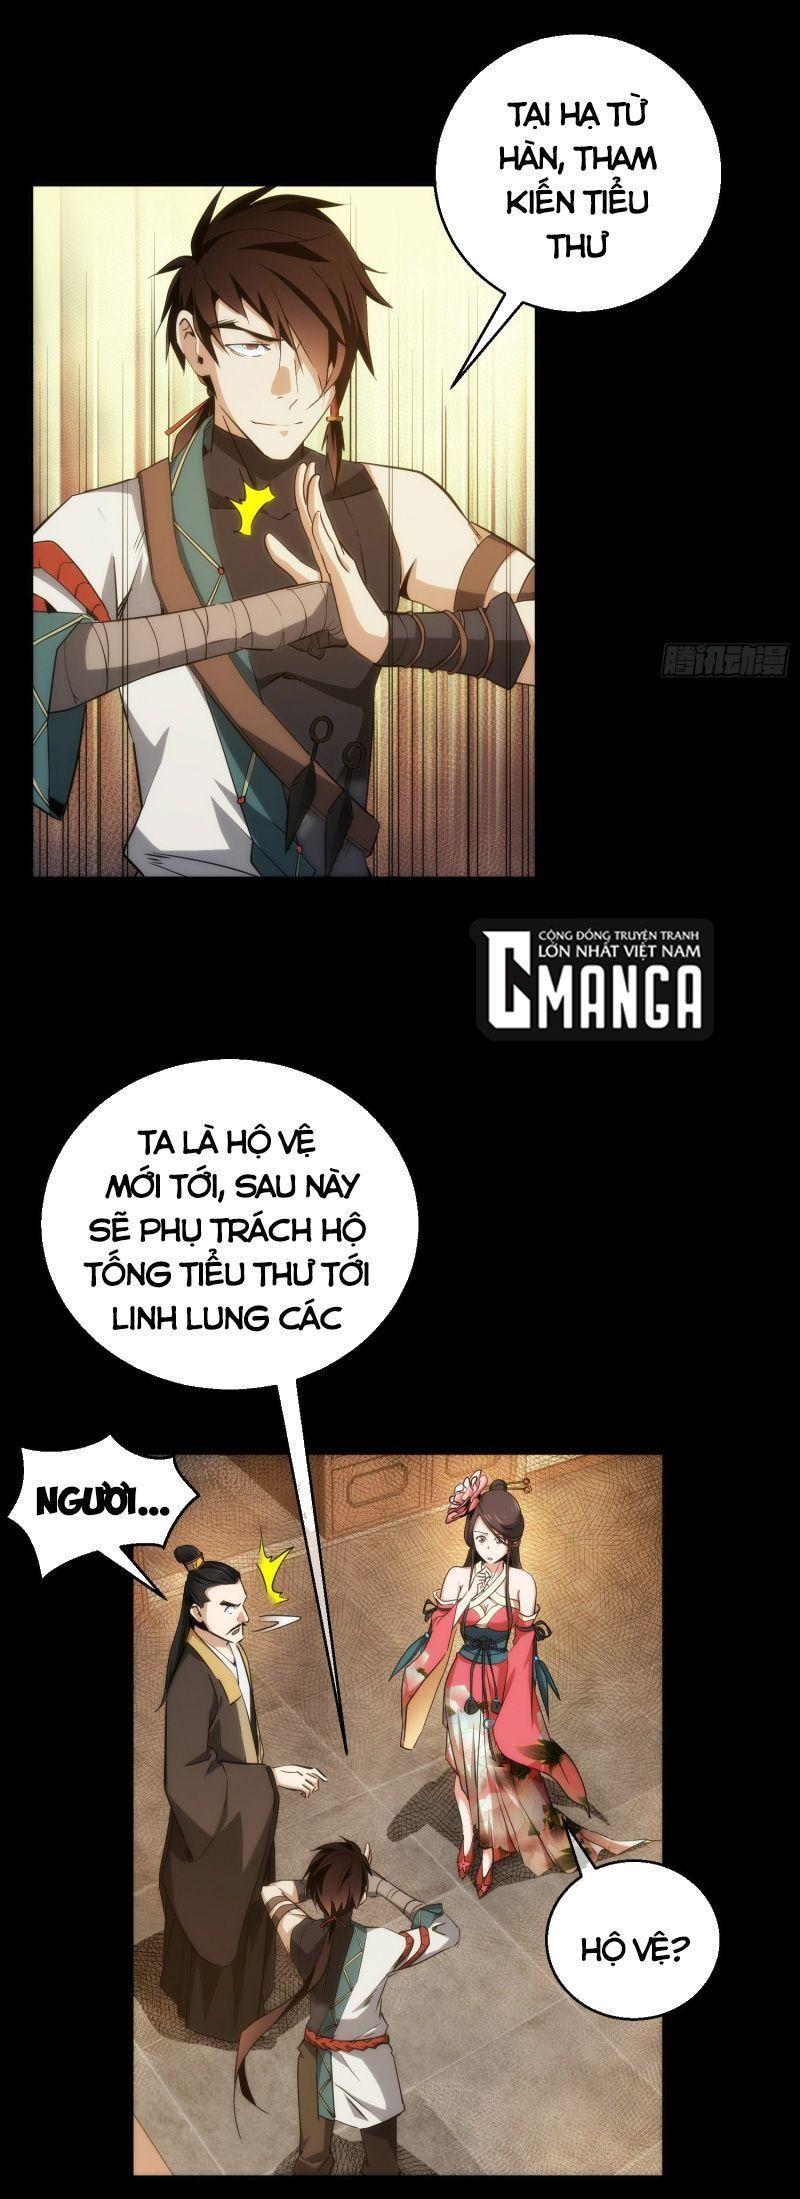 TẠI HẠ TỪ
HÀN, THAM
KIẾN TIỂU
THƯ
腾讯动漫
CỘNG ĐỒNG TRUYỆN TRANH
LỚN NHẤT VIỆT NAM
CMANGA
TA LÀ HỘ VỆ
MỚI TỚI, SAU NÀY
SẼ PHỤ TRÁCH HỘ
TỐNG TIỂU THƯ TỚI
LINH LUNG CÁC
NGƯƠI...
HỘ VỆ?